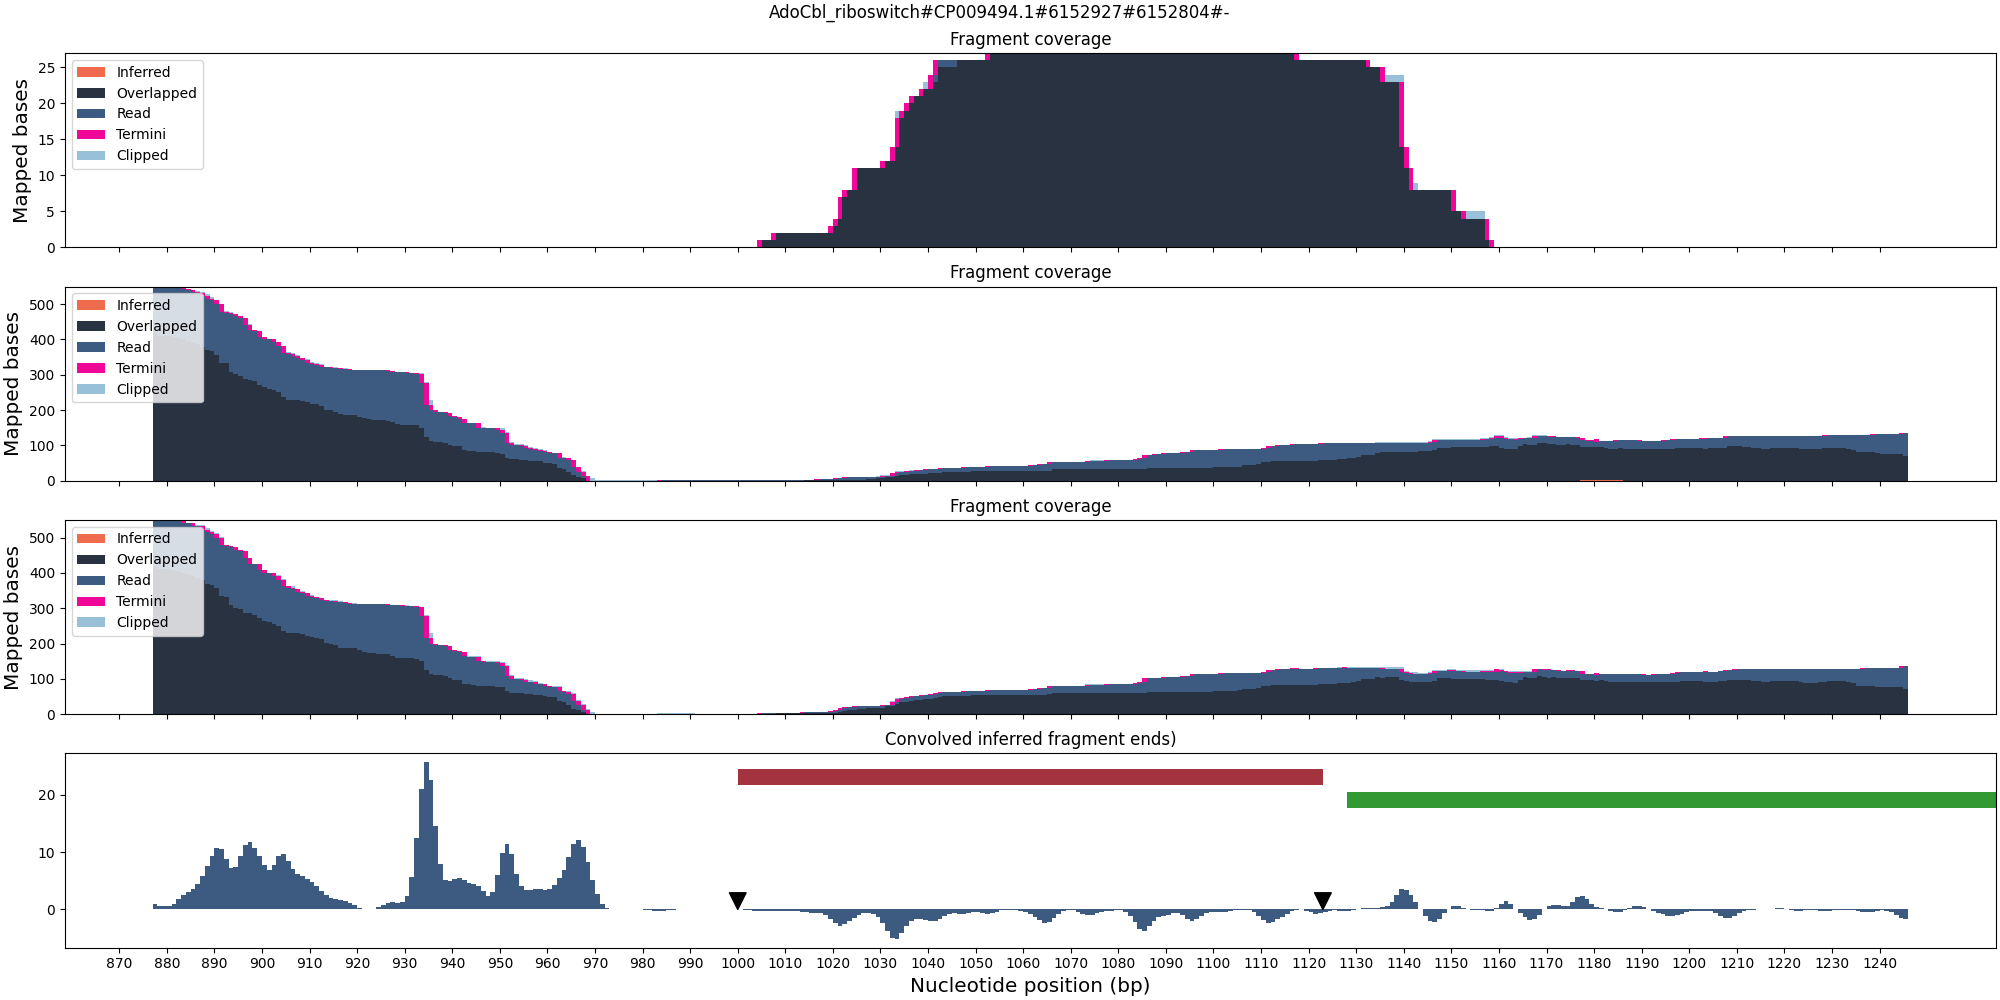 AdoCbl_riboswitch#CP009494.1#6152927#6152804#-
Fragment coverage
Mapped bases
25
20
15
10
5
0
Inferred
Overlapped
Read
Termini
Clipped
Fragment coverage
Mapped bases
500
400
300
200
100
0
Inferred
Overlapped
Read
Termini
Clipped
Fragment coverage
Mapped bases
500
400
300
200
100
0
Inferred
Overlapped
Read
Termini
Clipped
Convolved inferred fragment ends)
20
10
0
870 880 890 900 910 920 930 940 950 960 970 980 990 1000 1010 1020 1030 1040 1050 1060 1070 1080 1090 1100 1110 1120 1130 1140 1150 1160 1170 1180 1190 1200 1210 1220 1230 1240
Nucleotide position (bp)